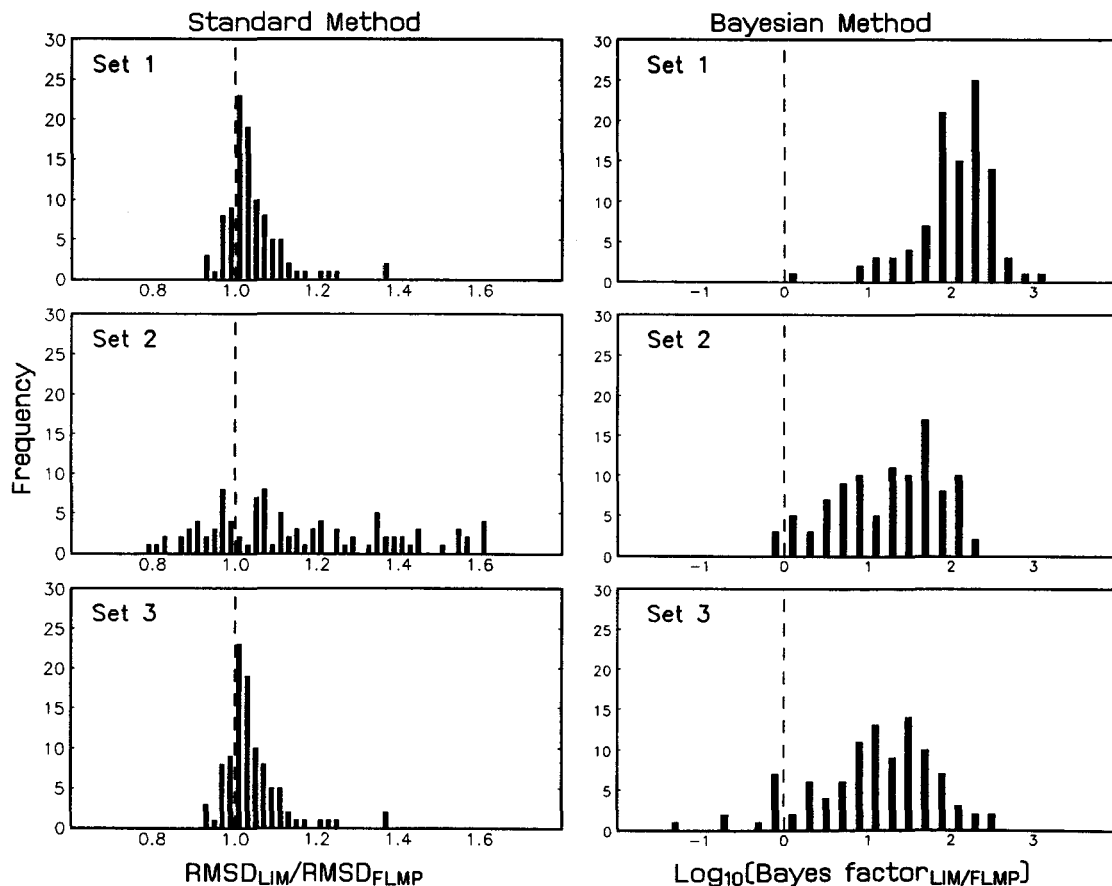 Standard Method
Bayesian Method
Frequency
Set 1
30
25
20
15
10
5
0
0.8 1.0 1.2 1.4 1.6
Set 1
30
25
20
15
10
5
0
−1 0 1 2 3
Set 2
30
25
20
15
10
5
0
0.8 1.0 1.2 1.4 1.6
Set 2
30
25
20
15
10
5
0
−1 0 1 2 3
Set 3
30
25
20
15
10
5
0
0.8 1.0 1.2 1.4 1.6
Set 3
30
25
20
15
10
5
0
−1 0 1 2 3
RMSD_LIM/RMSD_FLMP
Log₁₀(Bayes factor_LIM/FLMP)